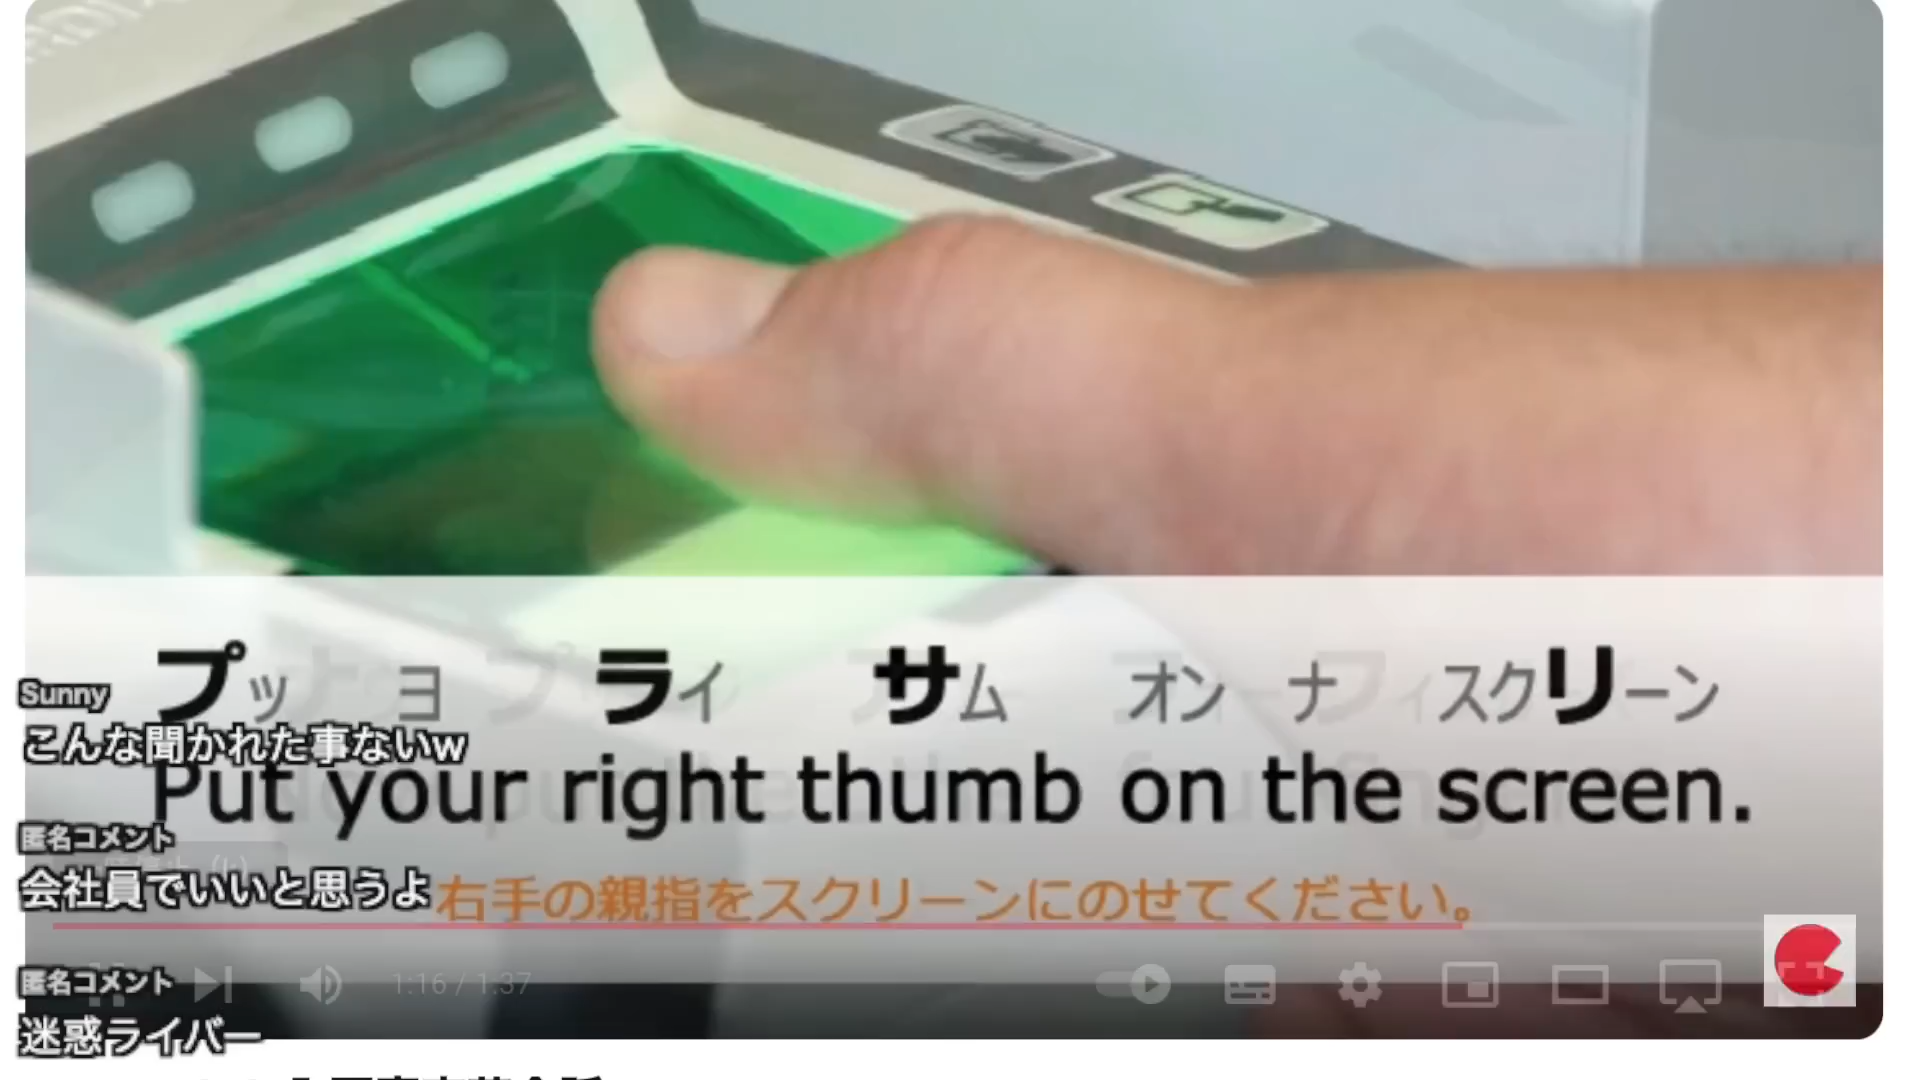 プッ ヨ ライ サム オン ナ スクリーン
Sunny
こんな聞かれた事ないw
Put your right thumb on the screen.
匿名コメント
会社員でいいと思うよ
右手の親指をスクリーンにのせてください。
匿名コメント
1:16 / 1:37
迷惑ライバー